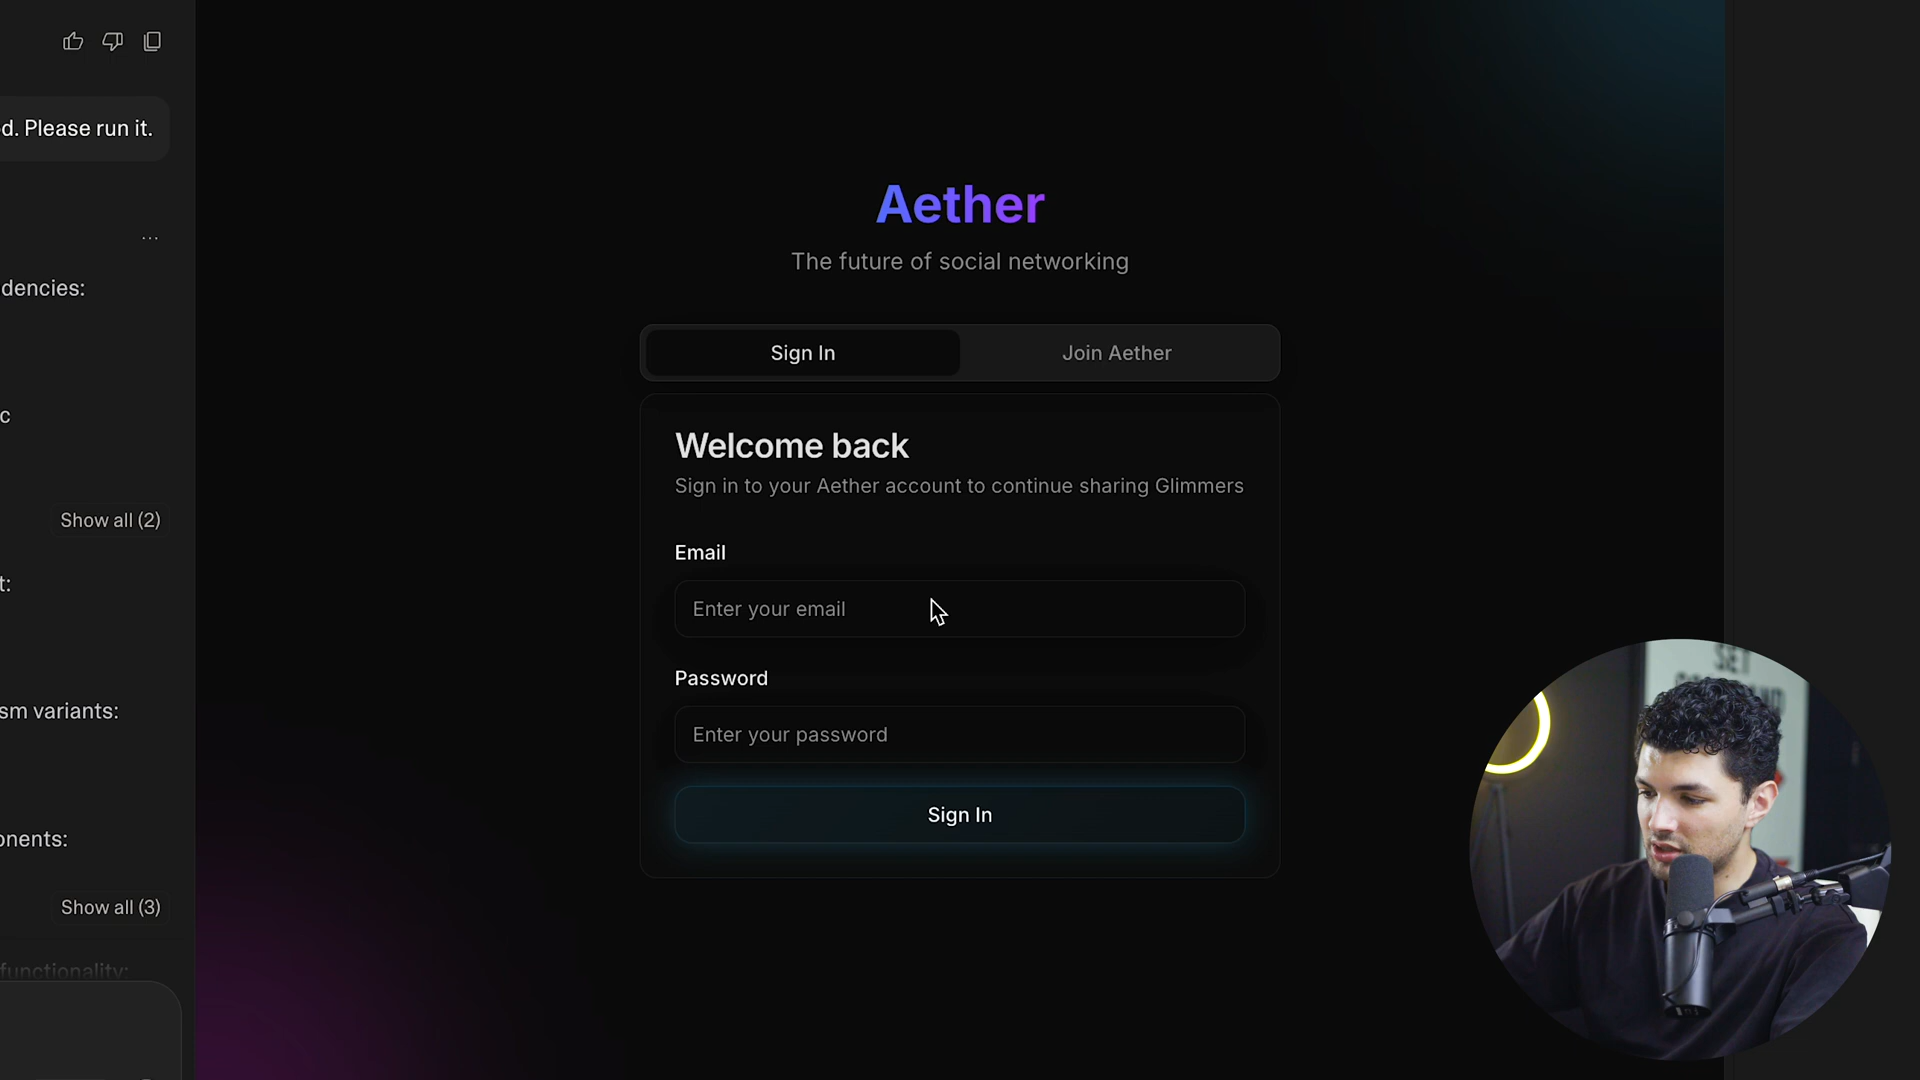 d. Please run it.
...
dencies:
c
Show all (2)
t:
sm variants:
onents:
Show all (3)
functionality:
Aether
The future of social networking
Sign In
Join Aether
Welcome back
Sign in to your Aether account to continue sharing Glimmers
Email
Enter your email
Password
Enter your password
Sign In
SET